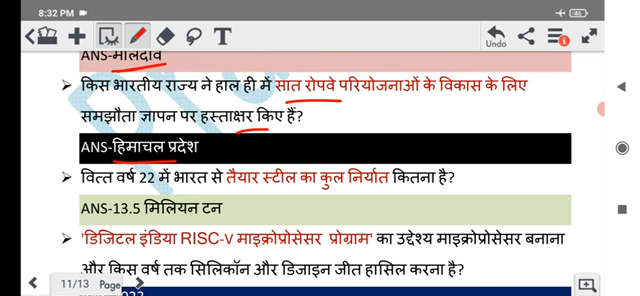 8:32 PM
46
Undo
ANS-मालदीव
किस भारतीय राज्य ने हाल ही में सात रोपवे परियोजनाओं के विकास के लिए
समझौता ज्ञापन पर हस्ताक्षर किए हैं?
ANS-हिमाचल प्रदेश
वित्त वर्ष 22 में भारत से तैयार स्टील का कुल निर्यात कितना है?
ANS-13.5 मिलियन टन
'डिजिटल इंडिया RISC-V माइक्रोप्रोसेसर प्रोग्राम' का उद्देश्य माइक्रोप्रोसेसर बनाना
और किस वर्ष तक सिलिकॉन और डिजाइन जीत हासिल करना है?
11/13 Page